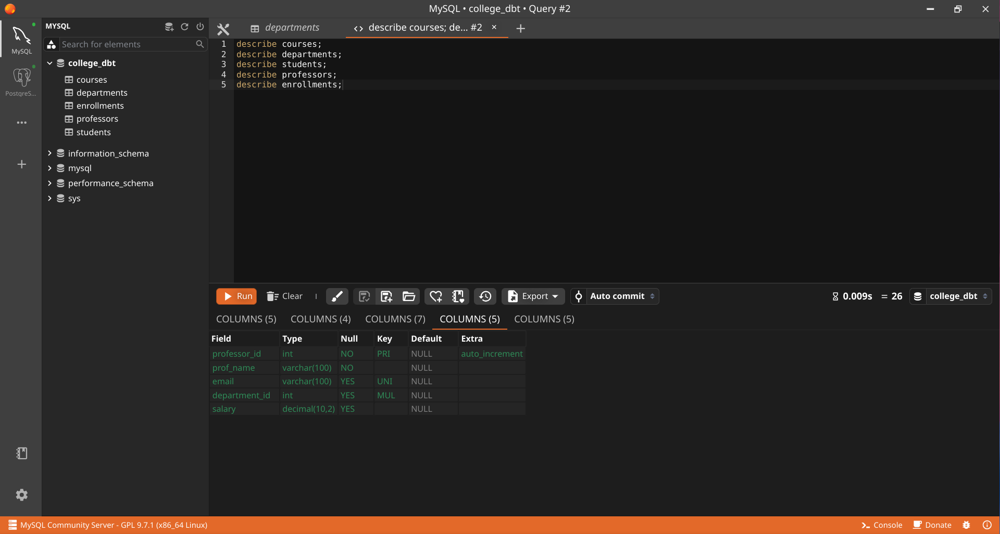 MySQL • college_dbt • Query #2
MySQL
PostgreS...
MYSQL
Search for elements
college_dbt
courses
departments
enrollments
professors
students
information_schema
mysql
performance_schema
sys
departments
describe courses; de... #2
1 describe courses;
2 describe departments;
3 describe students;
4 describe professors;
5 describe enrollments;
Run Clear Export Auto commit 0.009s = 26 college_dbt
COLUMNS (5) COLUMNS (4) COLUMNS (7) COLUMNS (5) COLUMNS (5)
Field Type Null Key Default Extra
professor_id int NO PRI NULL auto_increment
prof_name varchar(100) NO NULL
email varchar(100) YES UNI NULL
department_id int YES MUL NULL
salary decimal(10,2) YES NULL
MySQL Community Server - GPL 9.7.1 (x86_64 Linux)
Console Donate